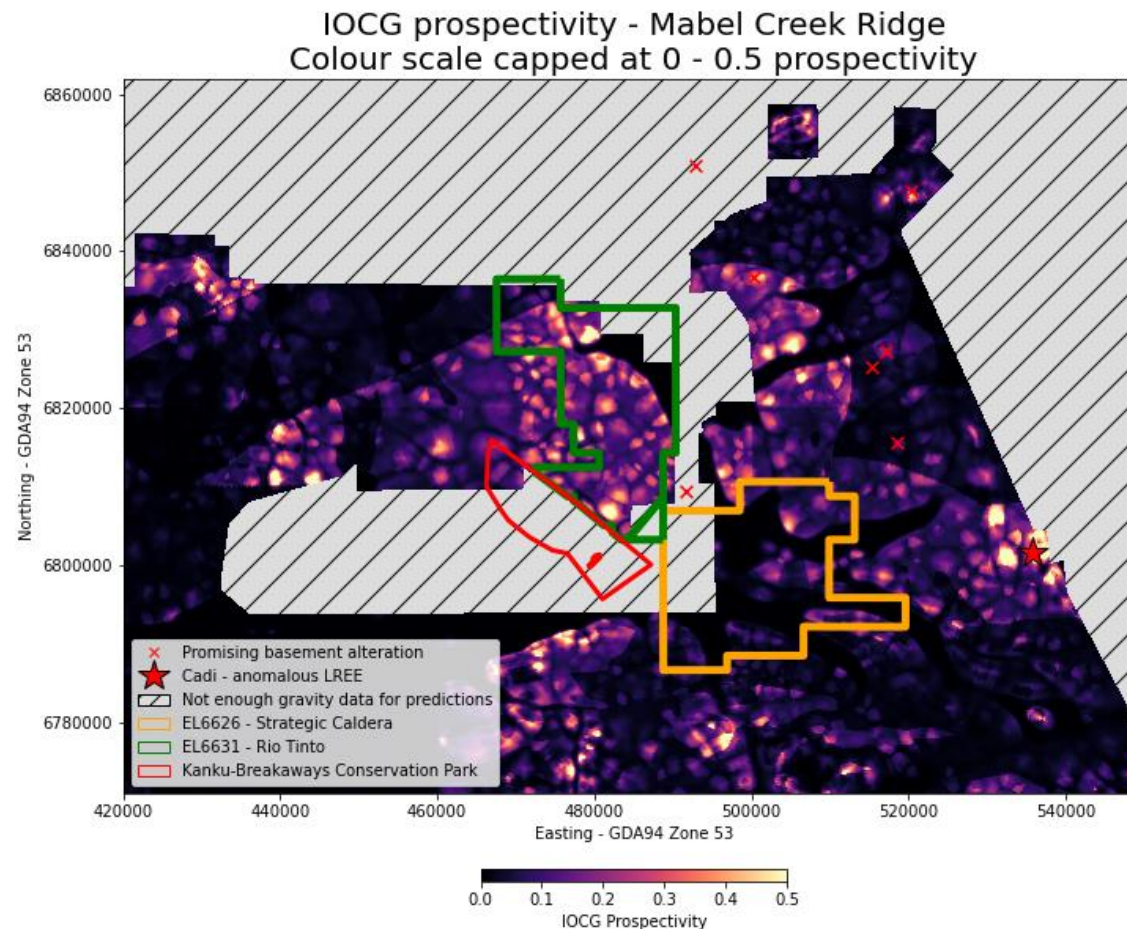 IOCG prospectivity - Mabel Creek Ridge
Colour scale capped at 0 - 0.5 prospectivity
6860000
6840000
6820000
6800000
6780000
Northing - GDA94 Zone 53
Promising basement alteration
Cadi - anomalous LREE
Not enough gravity data for predictions
EL6626 - Strategic Caldera
EL6631 - Rio Tinto
Kanku-Breakaways Conservation Park
420000 440000 460000 480000 500000 520000 540000
Easting - GDA94 Zone 53
0.0 0.1 0.2 0.3 0.4 0.5
IOCG Prospectivity